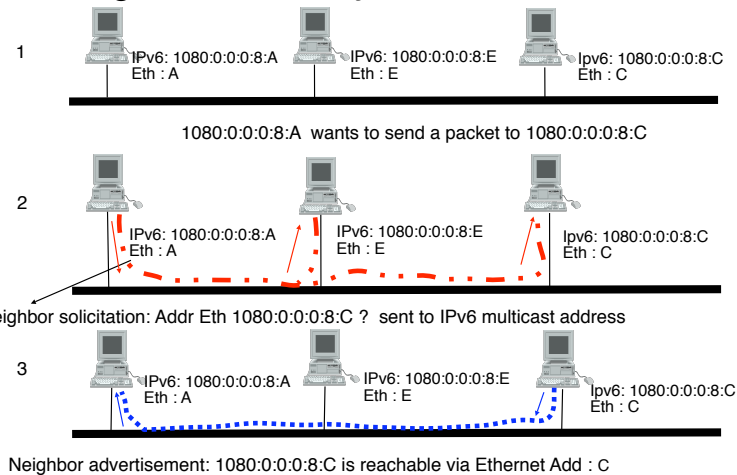 1
IPv6: 1080:0:0:0:8:A
Eth : A
IPv6: 1080:0:0:0:8:E
Eth : E
Ipv6: 1080:0:0:0:8:C
Eth : C
1080:0:0:0:8:A wants to send a packet to 1080:0:0:0:8:C
2
IPv6: 1080:0:0:0:8:A
Eth : A
IPv6: 1080:0:0:0:8:E
Eth : E
Ipv6: 1080:0:0:0:8:C
Eth : C
eighbor solicitation: Addr Eth 1080:0:0:0:8:C ? sent to IPv6 multicast address
3
IPv6: 1080:0:0:0:8:A
Eth : A
IPv6: 1080:0:0:0:8:E
Eth : E
Ipv6: 1080:0:0:0:8:C
Eth : C
Neighbor advertisement: 1080:0:0:0:8:C is reachable via Ethernet Add : C